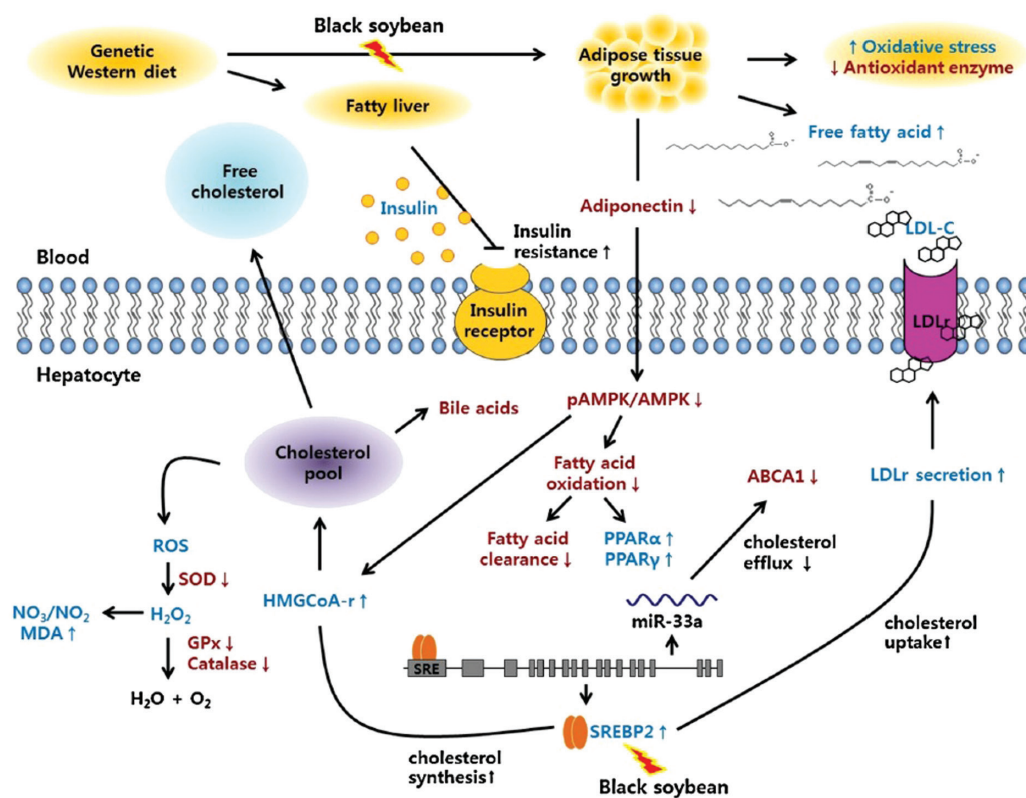 Black soybean
Genetic
Western diet
Fatty liver
Adipose tissue
growth
↑ Oxidative stress
↓ Antioxidant enzyme
Free fatty acid ↑
Free
cholesterol
Insulin
Adiponectin ↓
LDL-C
Insulin
resistance ↑
Blood
Insulin
receptor
LDLr
Hepatocyte
Bile acids
pAMPK/AMPK ↓
Cholesterol
pool
Fatty acid
oxidation ↓
ABCA1 ↓
LDLr secretion ↑
Fatty acid
clearance ↓
PPARα ↑
PPARγ ↑
cholesterol
efflux ↓
ROS
SOD ↓
HMGCoA-r ↑
miR-33a
NO₃/NO₂
MDA ↑
H₂O₂
GPx ↓
Catalase ↓
cholesterol
uptake ↑
SRE
H₂O + O₂
SREBP2 ↑
cholesterol
synthesis ↑
Black soybean